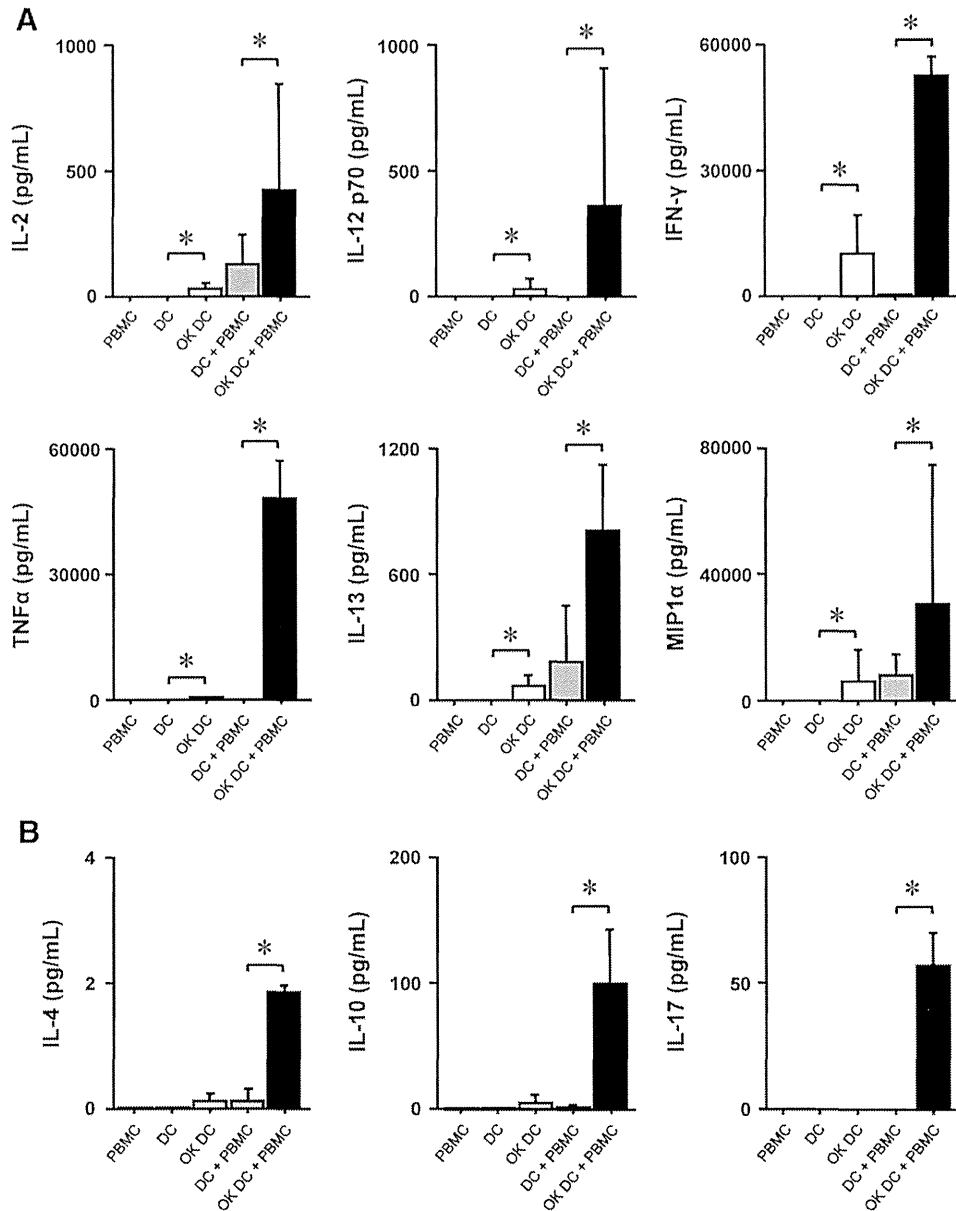 A
IL-2 (pg/mL)
1000
500
0
*
*
PBMC
DC
OK DC
DC + PBMC
OK DC + PBMC
IL-12 p70 (pg/mL)
1000
500
0
*
*
PBMC
DC
OK DC
DC + PBMC
OK DC + PBMC
IFN-γ (pg/mL)
60000
30000
0
*
*
PBMC
DC
OK DC
DC + PBMC
OK DC + PBMC
TNFα (pg/mL)
60000
30000
0
*
*
PBMC
DC
OK DC
DC + PBMC
OK DC + PBMC
IL-13 (pg/mL)
1200
600
0
*
*
PBMC
DC
OK DC
DC + PBMC
OK DC + PBMC
MIP1α (pg/mL)
80000
40000
0
*
*
PBMC
DC
OK DC
DC + PBMC
OK DC + PBMC
B
IL-4 (pg/mL)
4
2
0
*
PBMC
DC
OK DC
DC + PBMC
OK DC + PBMC
IL-10 (pg/mL)
200
100
0
*
PBMC
DC
OK DC
DC + PBMC
OK DC + PBMC
IL-17 (pg/mL)
100
50
0
*
PBMC
DC
OK DC
DC + PBMC
OK DC + PBMC